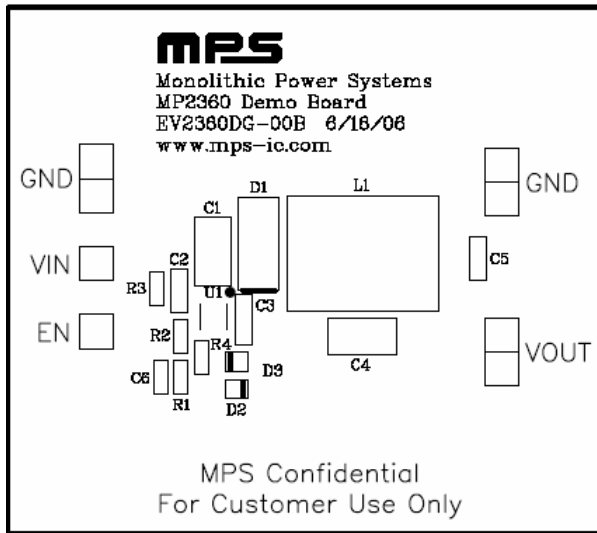 mps
Monolithic Power Systems
MP2360 Demo Board
EV2360DG-00B 6/16/06
www.mps-ic.com
GND
D1
L1
GND
C1
VIN
C2
C5
R3
U1
C3
EN
R2
R4
C4
VOUT
D3
C6
R1
D2
MPS Confidential
For Customer Use Only